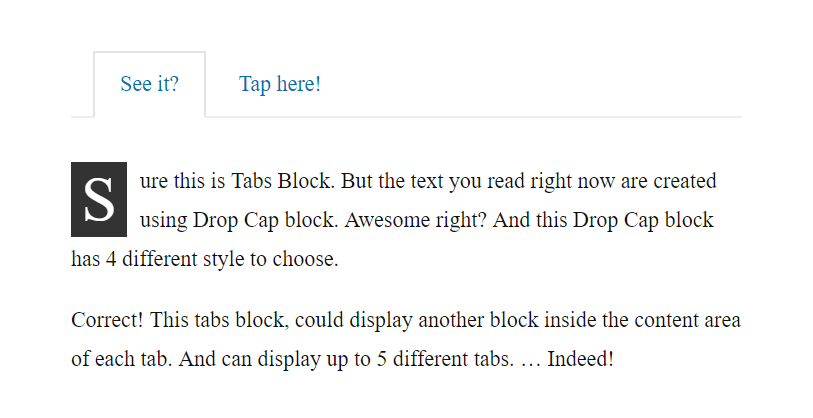 See it? Tap here!
Sure this is Tabs Block. But the text you read right now are created
using Drop Cap block. Awesome right? And this Drop Cap block
has 4 different style to choose.
Correct! This tabs block, could display another block inside the content area
of each tab. And can display up to 5 different tabs. … Indeed!